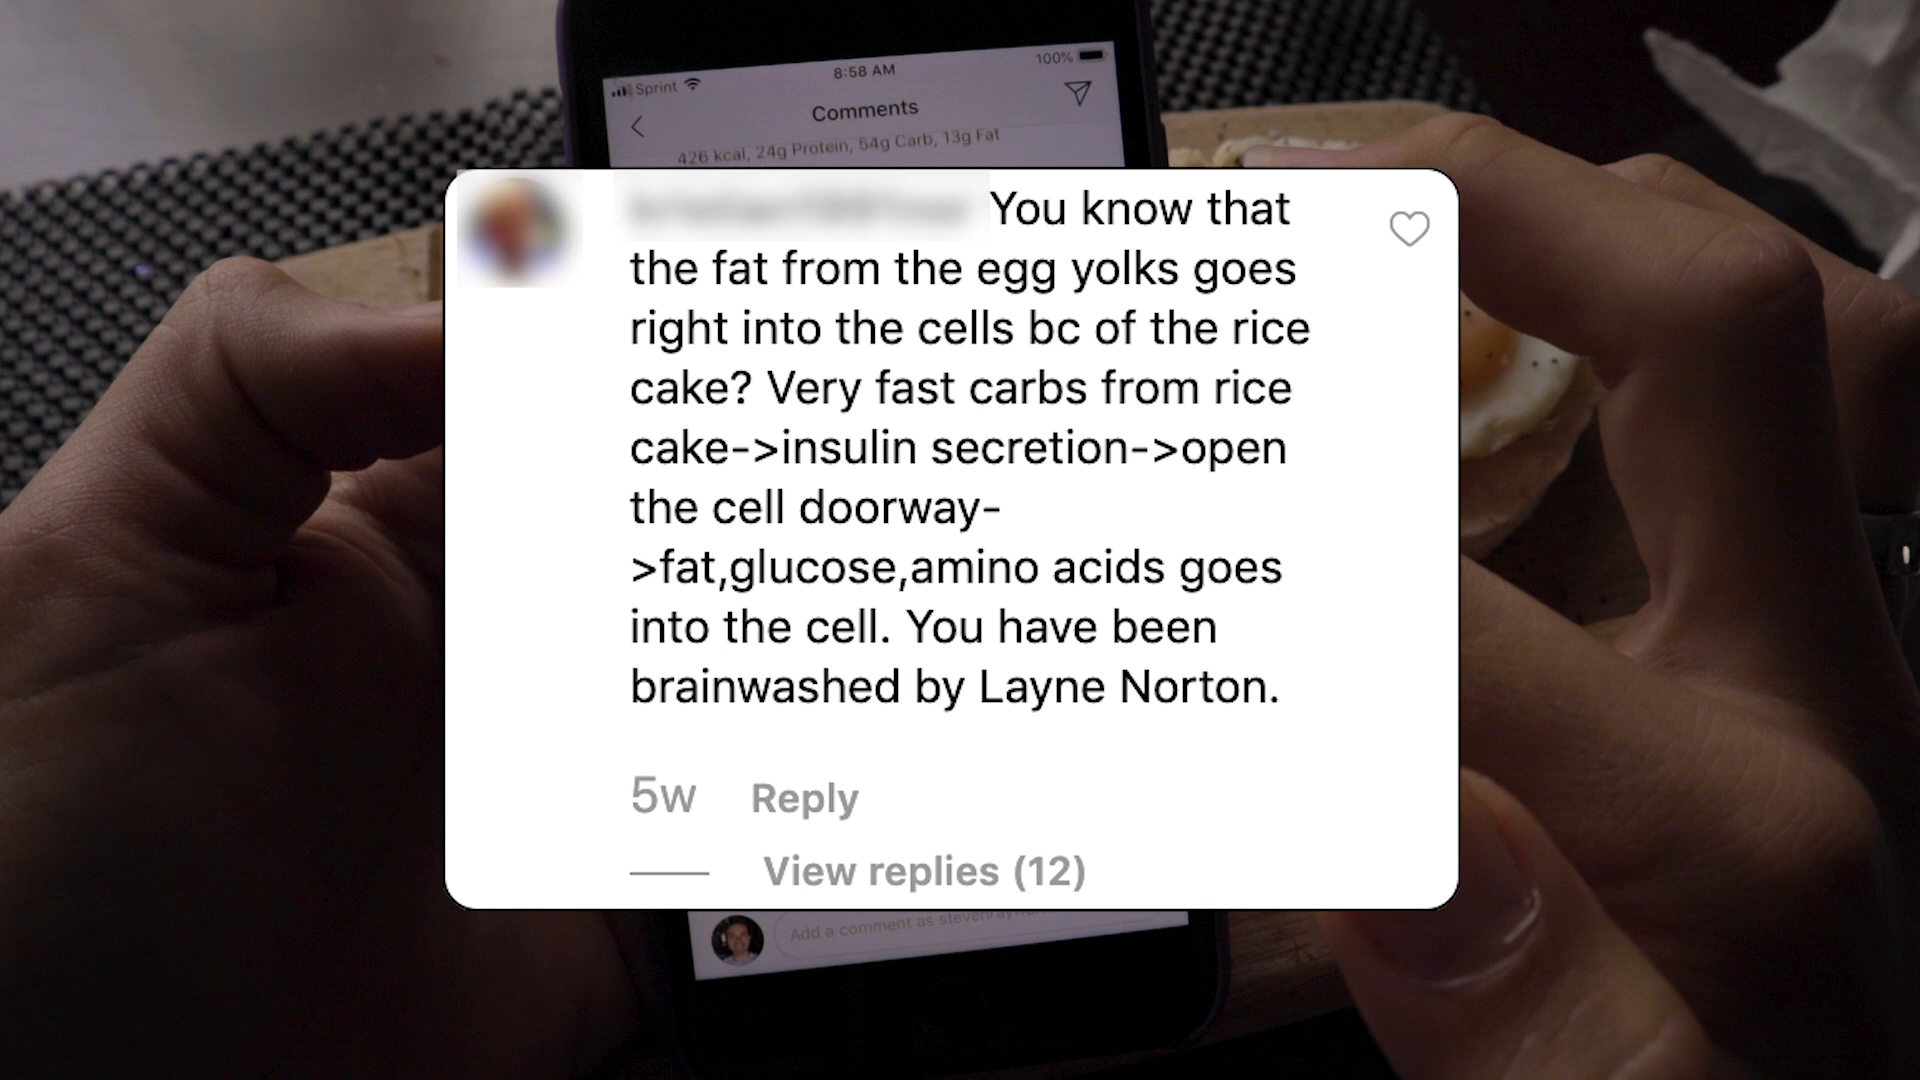 Sprint 8:58 AM 100%
Comments
426 kcal, 24g Protein, 54g Carb, 13g Fat
You know that
the fat from the egg yolks goes
right into the cells bc of the rice
cake? Very fast carbs from rice
cake->insulin secretion->open
the cell doorway-
>fat,glucose,amino acids goes
into the cell. You have been
brainwashed by Layne Norton.
5w Reply
View replies (12)
Add a comment as